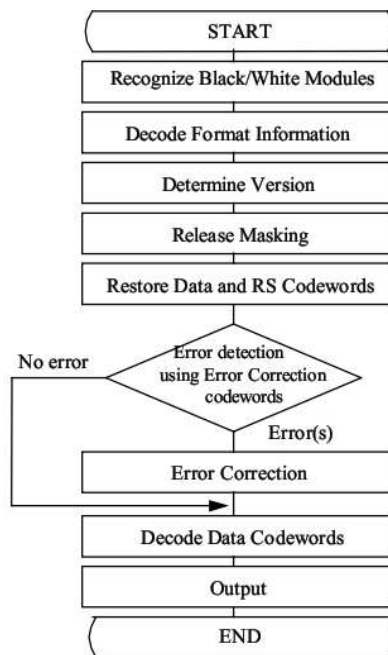 START
Recognize Black/White Modules
Decode Format Information
Determine Version
Release Masking
Restore Data and RS Codewords
No error
Error detection
using Error Correction
codewords
Error(s)
Error Correction
Decode Data Codewords
Output
END